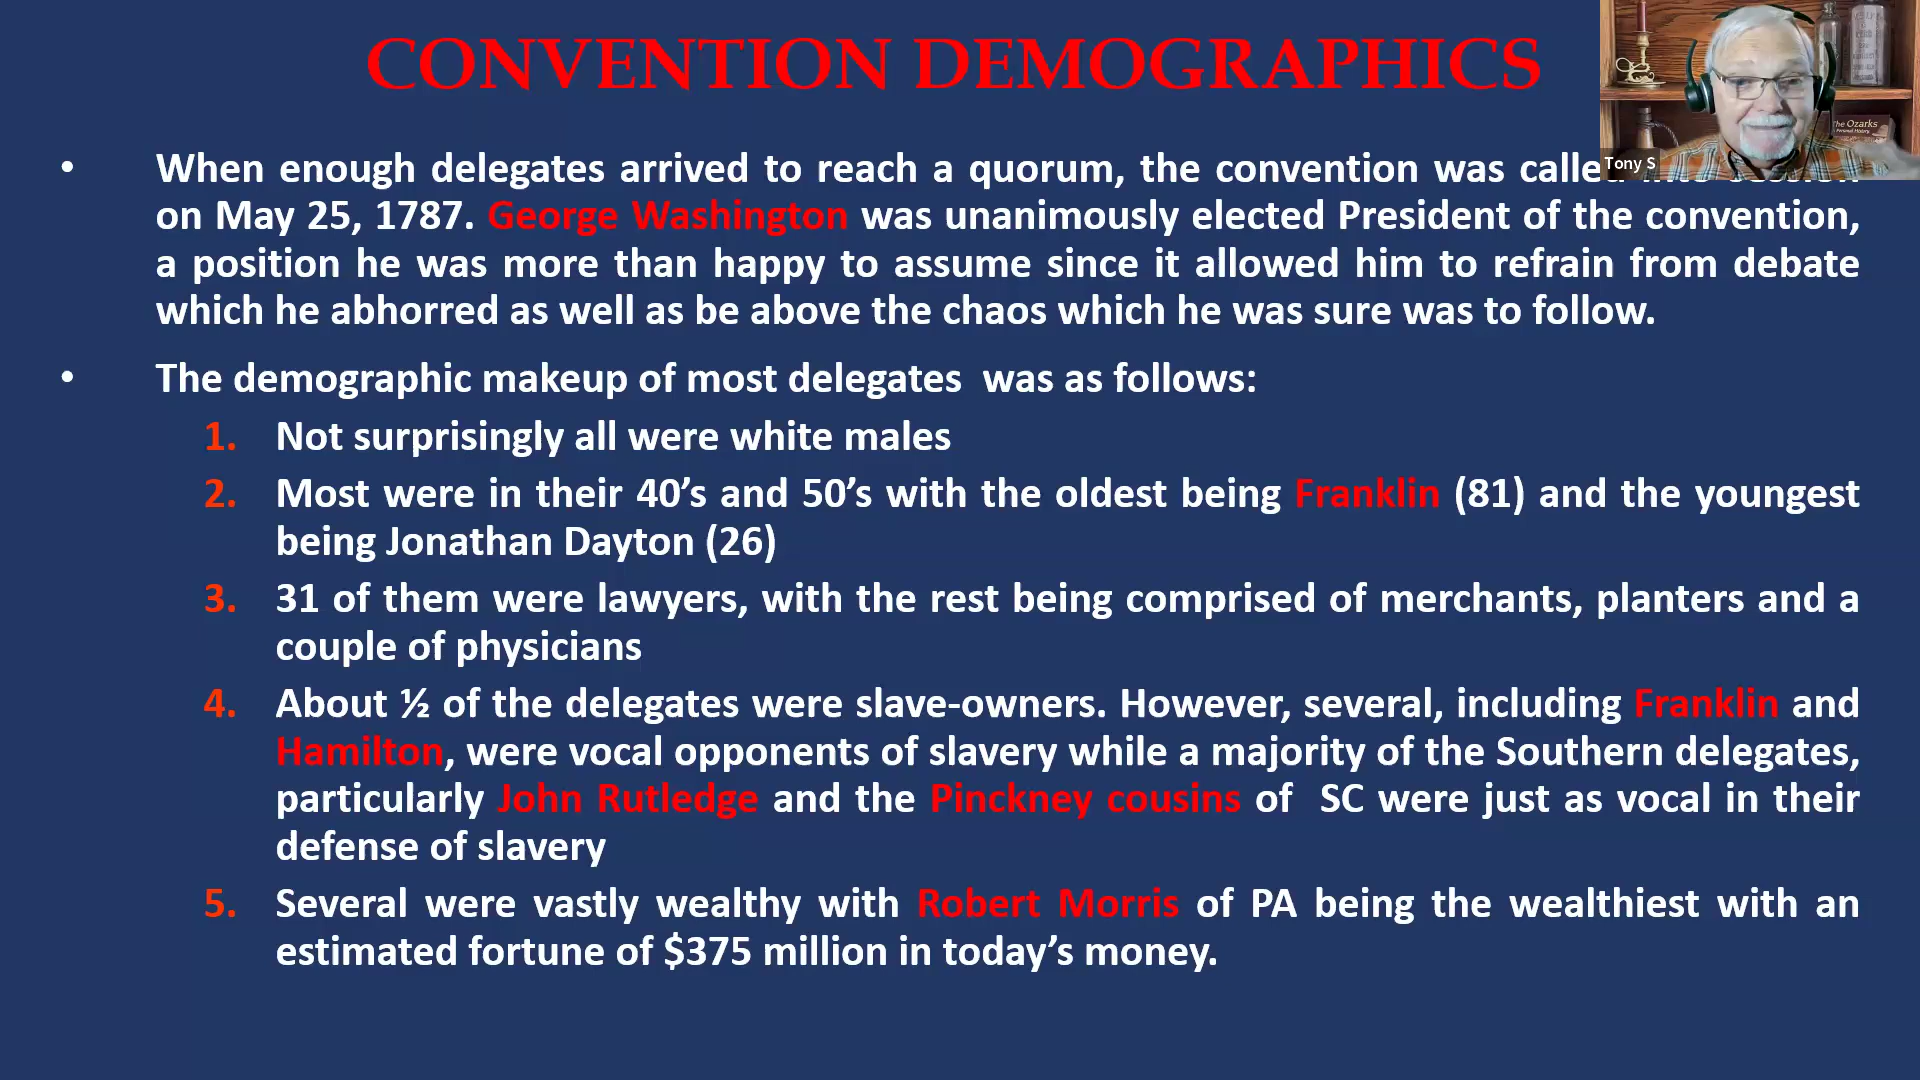 CONVENTION DEMOGRAPHICS
The Ozarks
Tony S
• When enough delegates arrived to reach a quorum, the convention was called
on May 25, 1787. George Washington was unanimously elected President of the convention,
a position he was more than happy to assume since it allowed him to refrain from debate
which he abhorred as well as be above the chaos which he was sure was to follow.
• The demographic makeup of most delegates was as follows:
1. Not surprisingly all were white males
2. Most were in their 40’s and 50’s with the oldest being Franklin (81) and the youngest
being Jonathan Dayton (26)
3. 31 of them were lawyers, with the rest being comprised of merchants, planters and a
couple of physicians
4. About ½ of the delegates were slave-owners. However, several, including Franklin and
Hamilton, were vocal opponents of slavery while a majority of the Southern delegates,
particularly John Rutledge and the Pinckney cousins of SC were just as vocal in their
defense of slavery
5. Several were vastly wealthy with Robert Morris of PA being the wealthiest with an
estimated fortune of $375 million in today’s money.